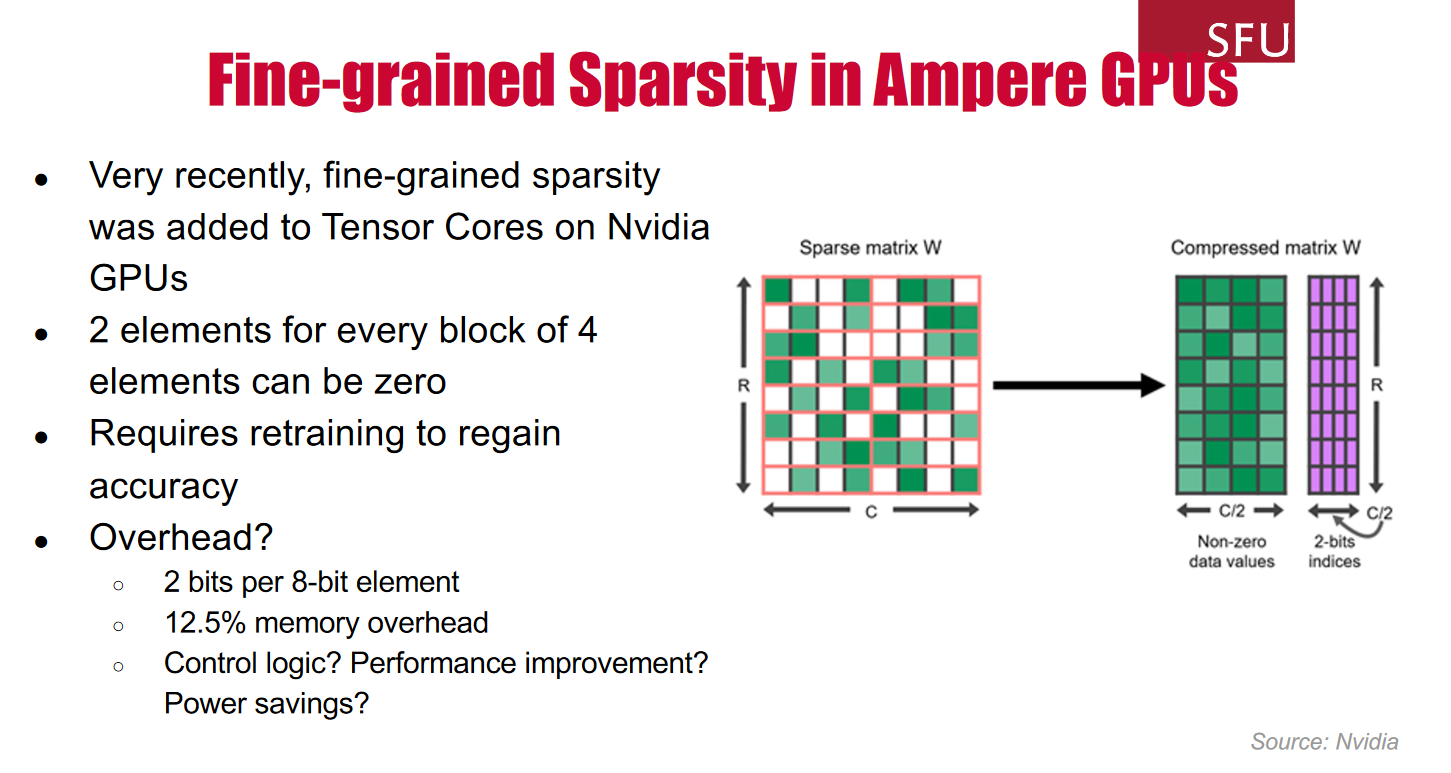 SFU
Fine-grained Sparsity in Ampere GPUs
● Very recently, fine-grained sparsity
was added to Tensor Cores on Nvidia
GPUs
● 2 elements for every block of 4
elements can be zero
● Requires retraining to regain
accuracy
● Overhead?
○ 2 bits per 8-bit element
○ 12.5% memory overhead
○ Control logic? Performance improvement?
Power savings?
Sparse matrix W
R
C
Compressed matrix W
R
C/2
C/2
Non-zero
data values
2-bits
indices
Source: Nvidia